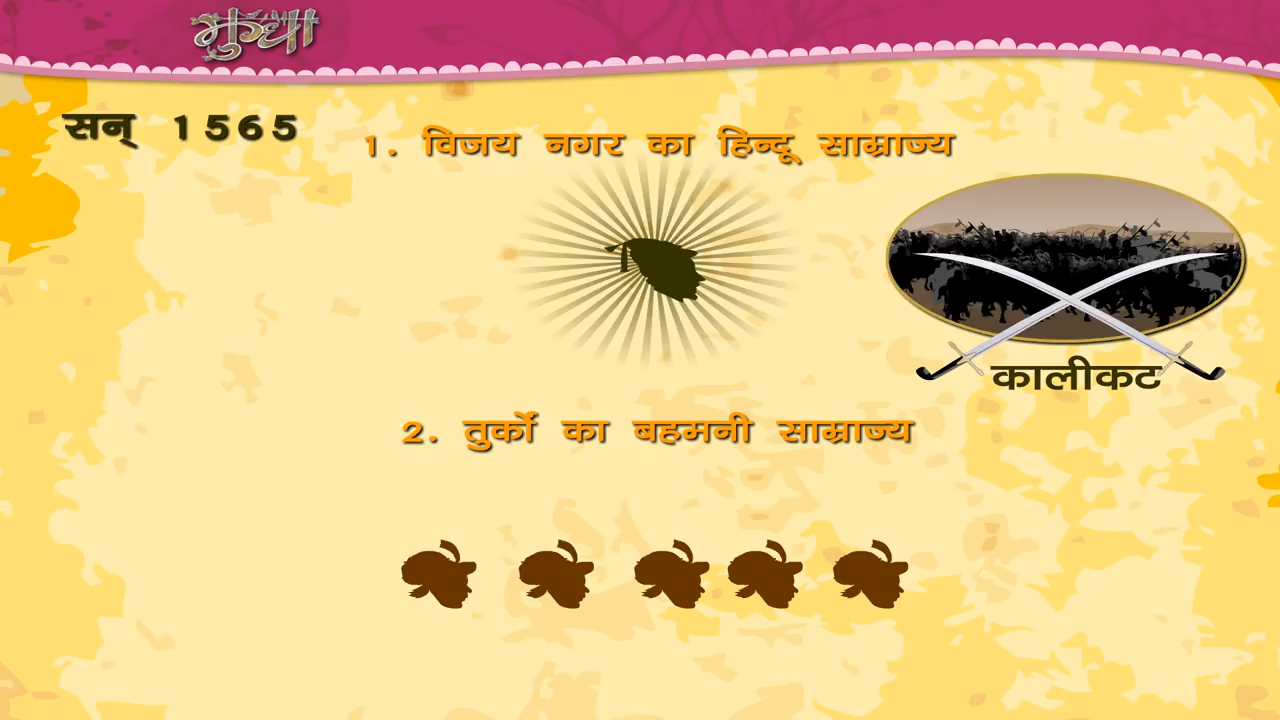 मुग्धा
सन् 1565
1. विजय नगर का हिन्दू साम्राज्य
कालीकट
2. तुर्को का बहमनी साम्राज्य